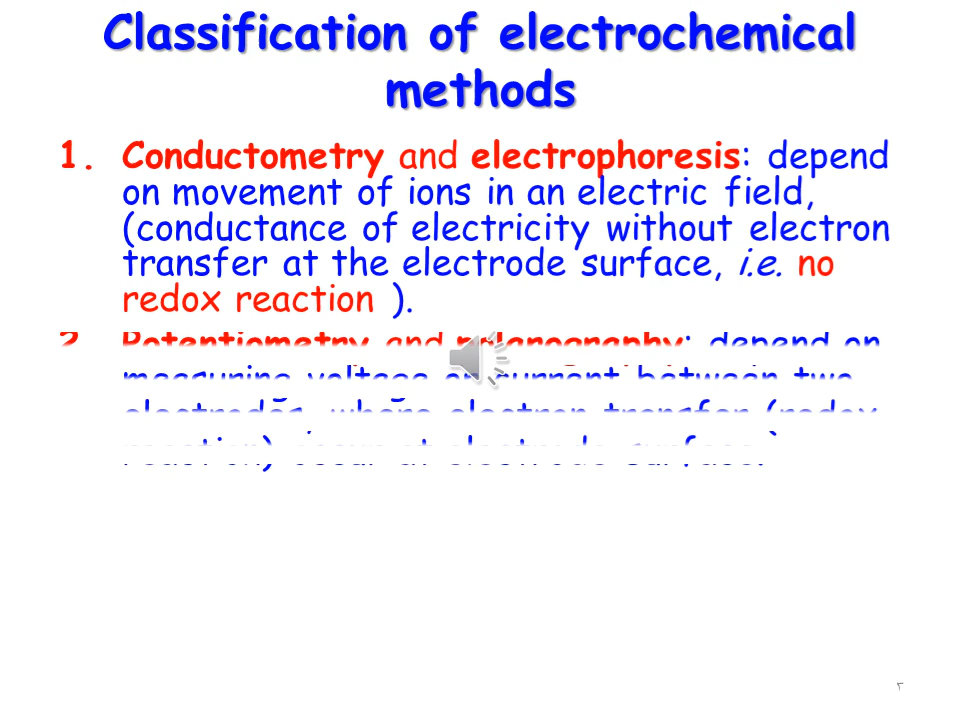 Classification of electrochemical
methods
1. Conductometry and electrophoresis: depend
on movement of ions in an electric field,
(conductance of electricity without electron
transfer at the electrode surface, i.e. no
redox reaction ).
2. Potentiometry and polarography: depend on
measuring voltage or current between two
electrodes, where electron transfer (redox
reaction) occur at electrode surface.
٣